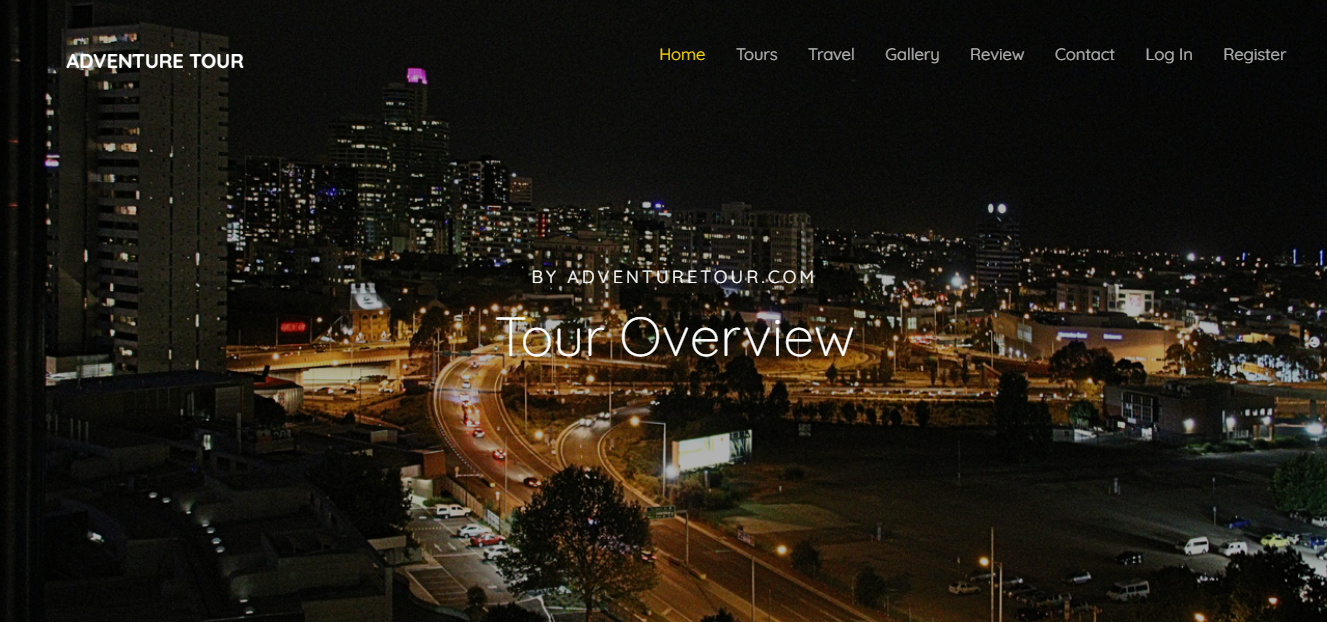 ADVENTURE TOUR
Home Tours Travel Gallery Review Contact Log In Register
BY ADVENTURETOUR.COM
Tour Overview